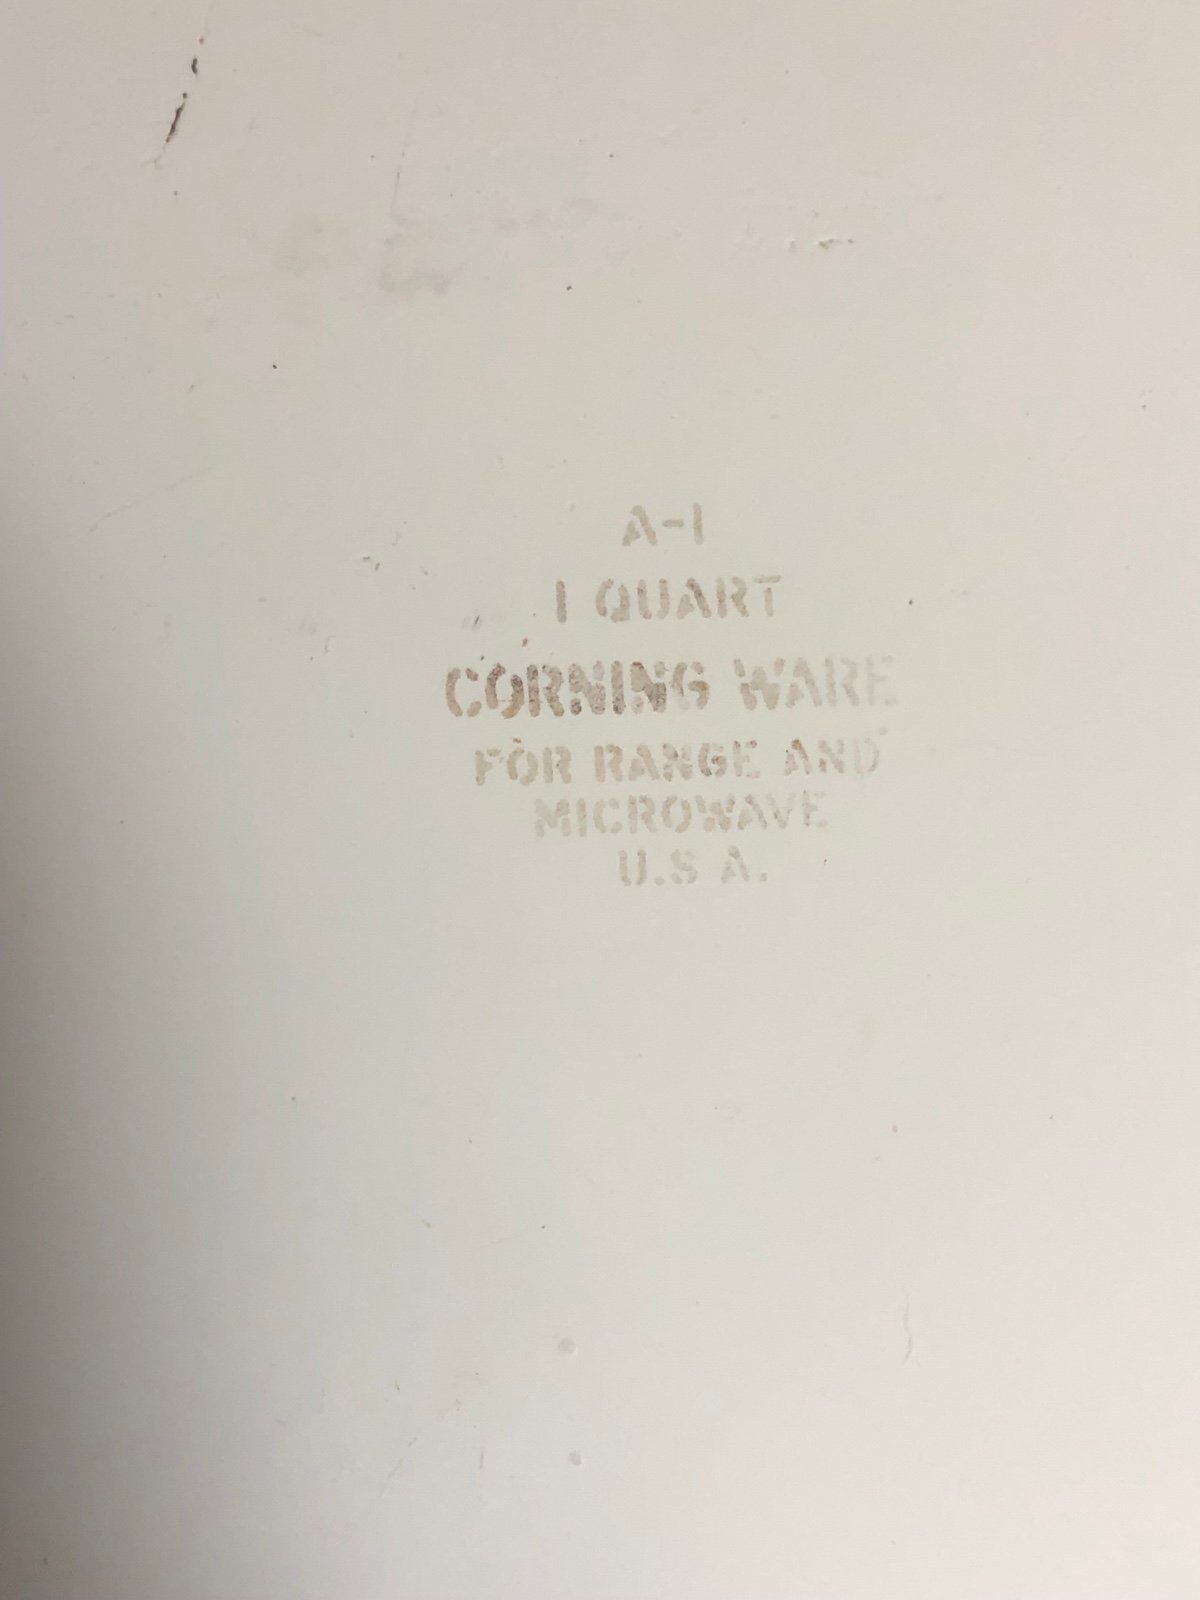 A-1
1 QUART
CORNING WARE
FOR RANGE AND
MICROWAVE
U.S A.